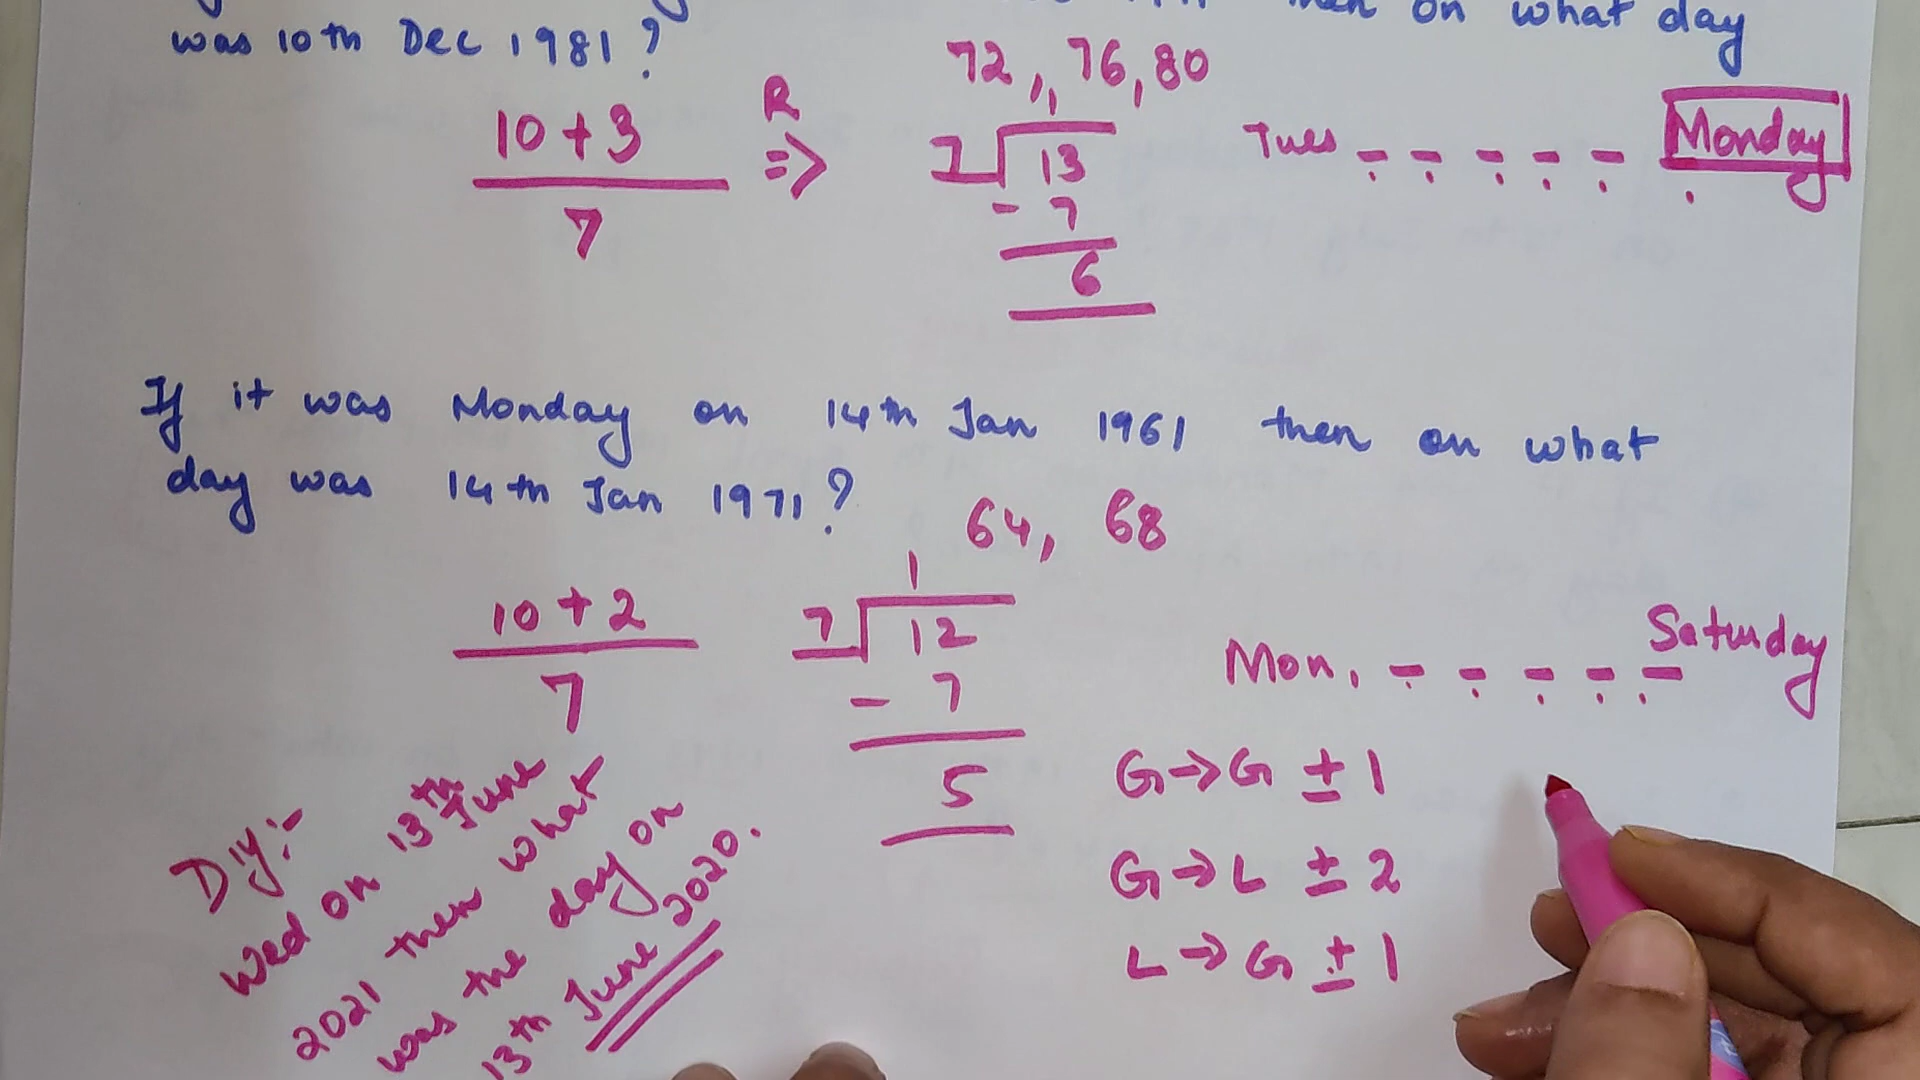 then on what day
was 10th Dec 1981?
72, 76, 80
10 + 3
7
R
=>
1
7 13
- 7
6
Tues - - - - - Monday
If it was Monday on 14th Jan 1961 then on what
day was 14th Jan 1971?
64, 68
10 + 2
7
1
7 12
- 7
5
Mon, - - - - - Saturday
G → G ± 1
G → L ± 2
L → G ± 1
DIY:-
Wed on 13th June
2021 then what
was the day on
13th June 2020.